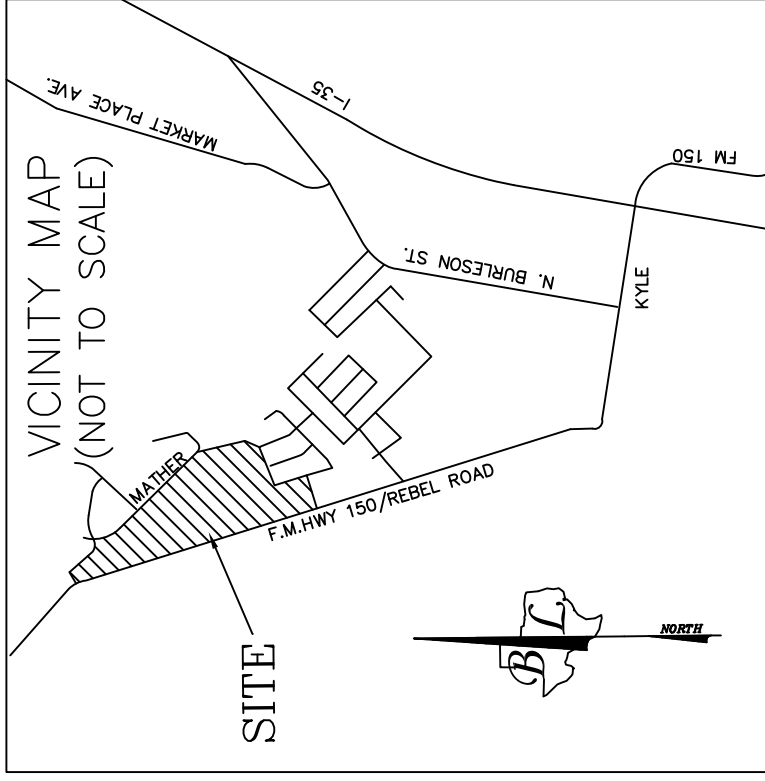 VICINITY MAP
(NOT TO SCALE)
MARKET PLACE AVE.
I-35
N. BURLESON ST.
FM 150
KYLE
MATHER
F.M.HWY 150/REBEL ROAD
SITE
B L
NORTH